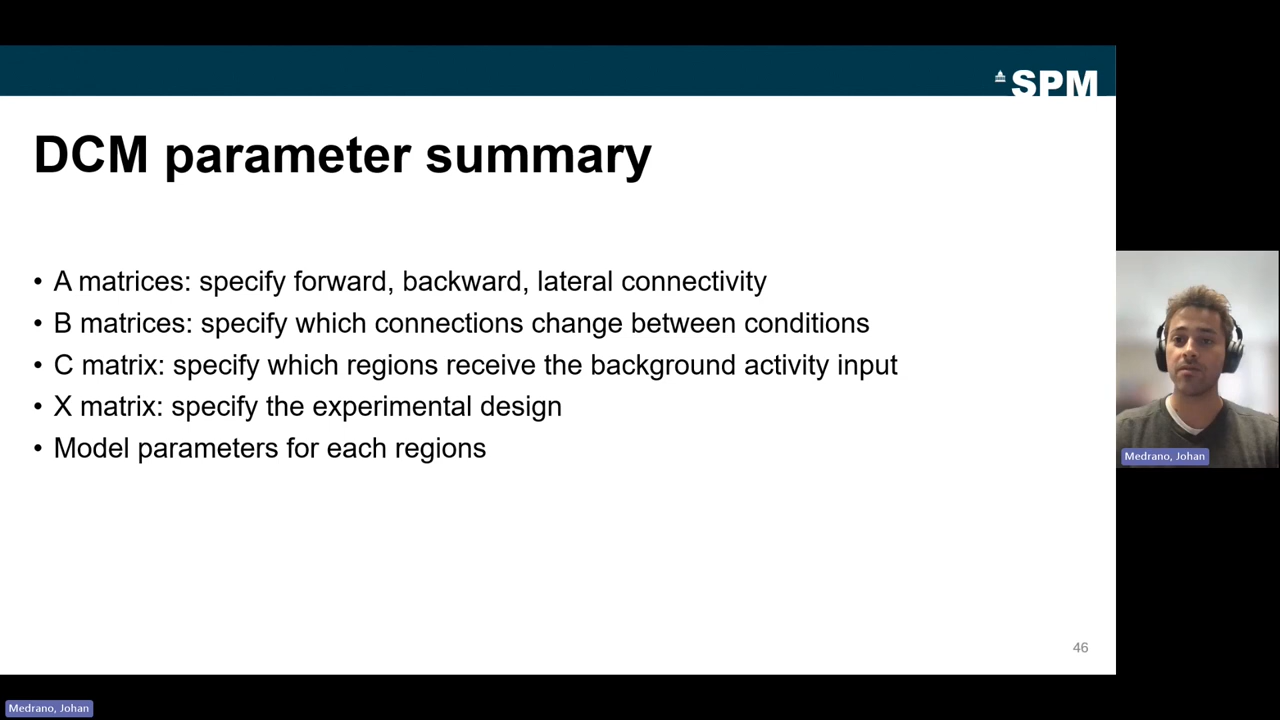 SPM
DCM parameter summary
• A matrices: specify forward, backward, lateral connectivity
• B matrices: specify which connections change between conditions
• C matrix: specify which regions receive the background activity input
• X matrix: specify the experimental design
• Model parameters for each regions
Medrano, Johan
46
Medrano, Johan